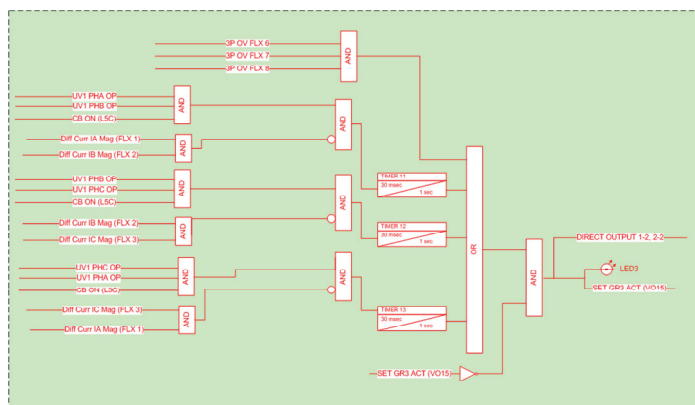 3P OV FLX 6
3P OV FLX 7
3P OV FLX 8
AND
UV1 PHA OP
UV1 PHB OP
CB ON (L5C)
AND
AND
Diff Curr IA Mag (FLX 1)
Diff Curr IB Mag (FLX 2)
AND
TIMER 11
30 msec
1 sec
UV1 PHB OP
UV1 PHC OP
CB ON (L5C)
AND
AND
Diff Curr IB Mag (FLX 2)
Diff Curr IC Mag (FLX 3)
AND
TIMER 12
30 msec
1 sec
OR
DIRECT OUTPUT 1-2, 2-2
UV1 PHC OP
UV1 PHA OP
CB ON (L5C)
AND
AND
AND
LED3
SET GR3 ACT (VO15)
Diff Curr IC Mag (FLX 3)
Diff Curr IA Mag (FLX 1)
AND
TIMER 13
30 msec
1 sec
SET GR3 ACT (VO15)